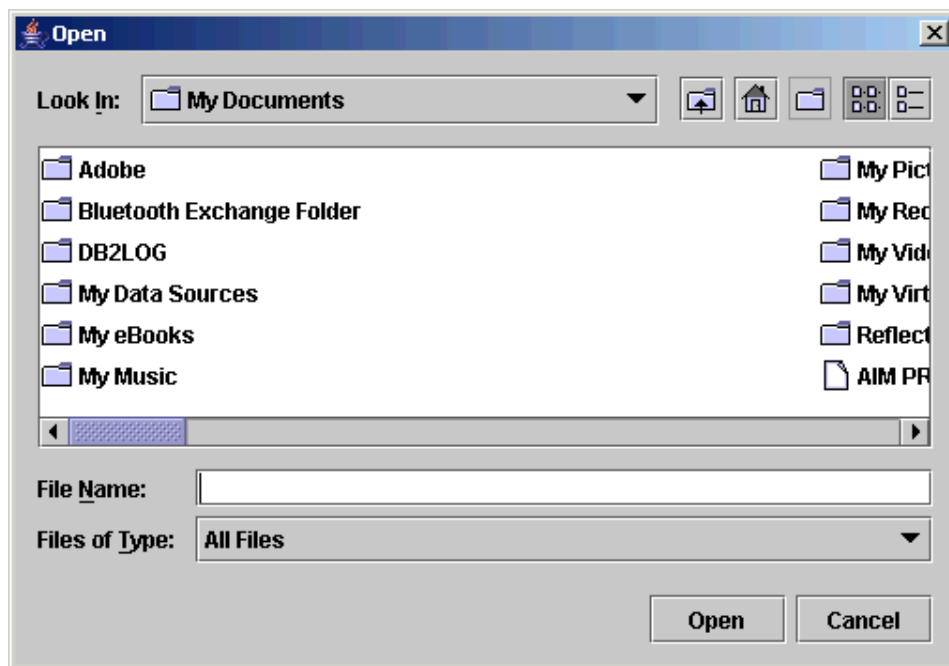 Open
Look In: My Documents
Adobe
Bluetooth Exchange Folder
DB2LOG
My Data Sources
My eBooks
My Music
My Pict
My Rec
My Vide
My Virt
Reflect
AIM PR
File Name:
Files of Type: All Files
Open Cancel